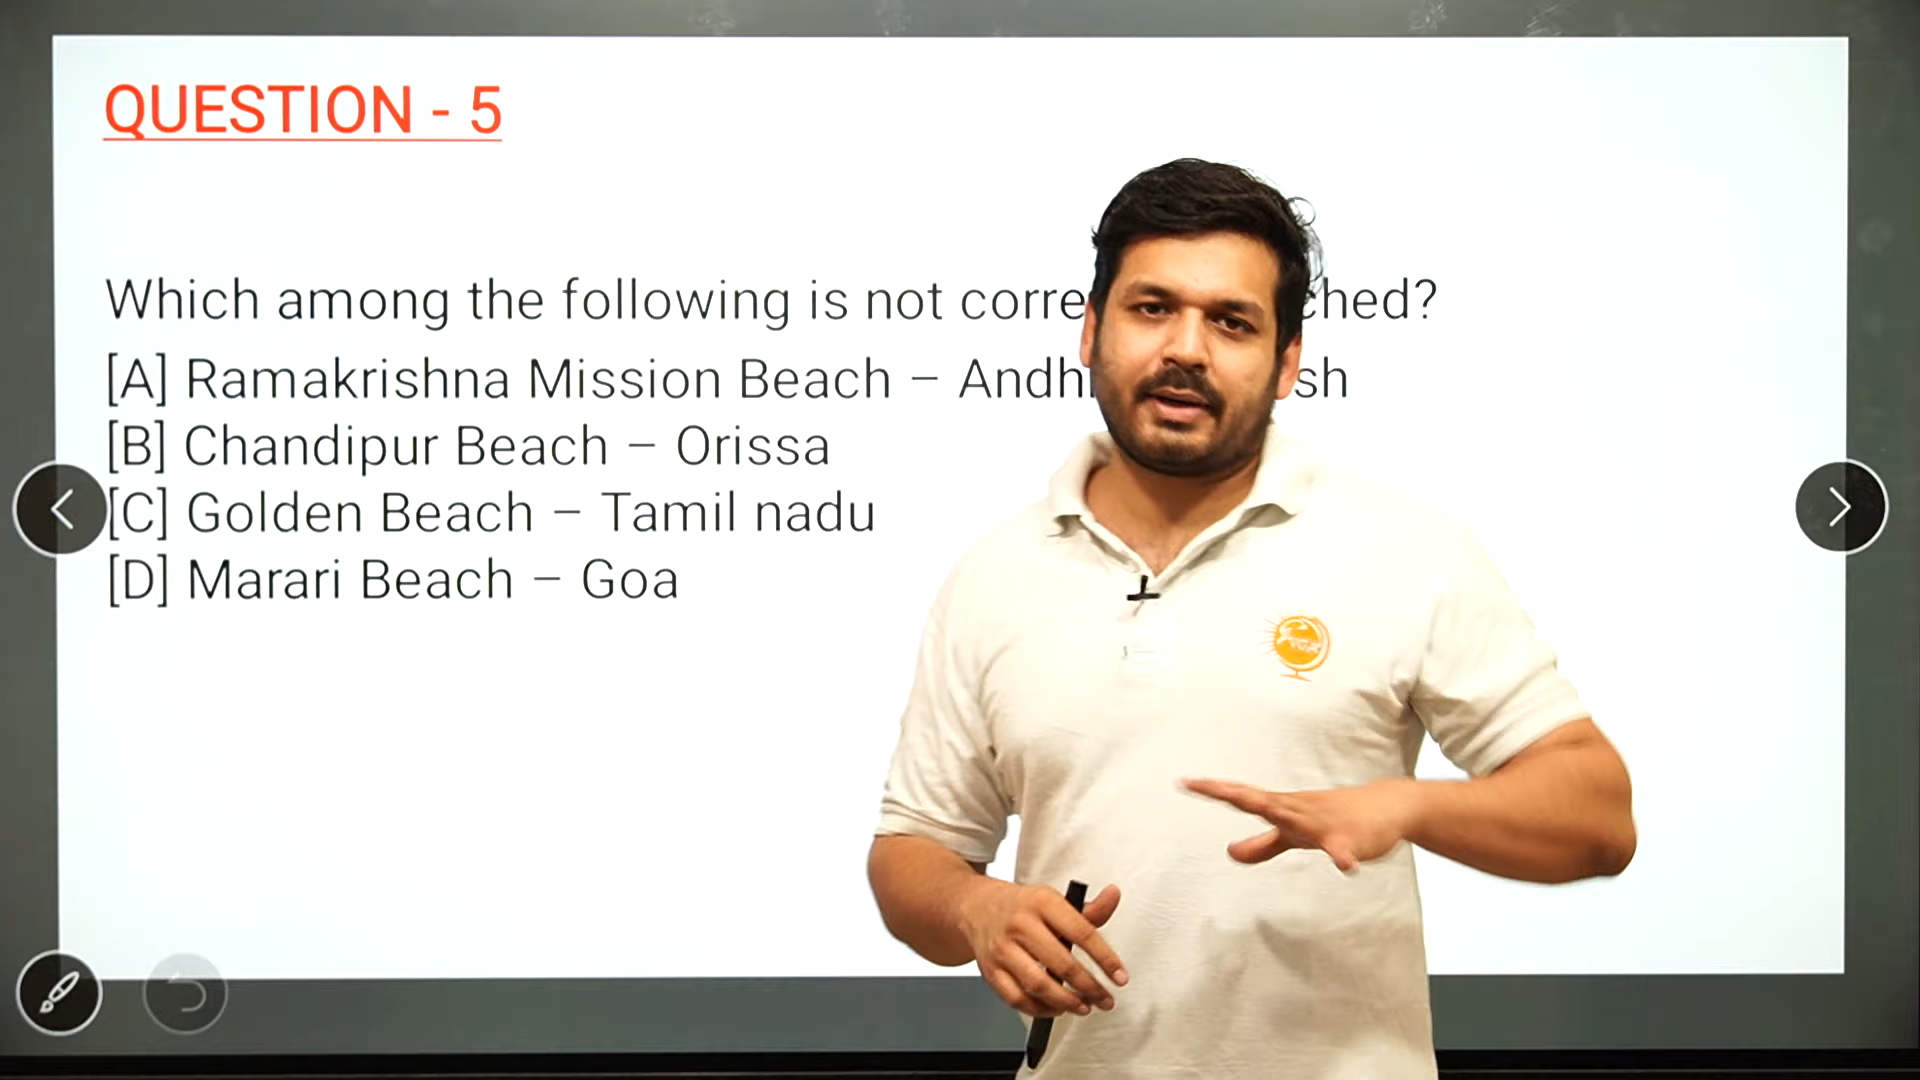 QUESTION - 5
Which among the following is not
[A] Ramakrishna Mission Beach –
[B] Chandipur Beach – Orissa
[C] Golden Beach – Tamil nadu
[D] Marari Beach – Goa